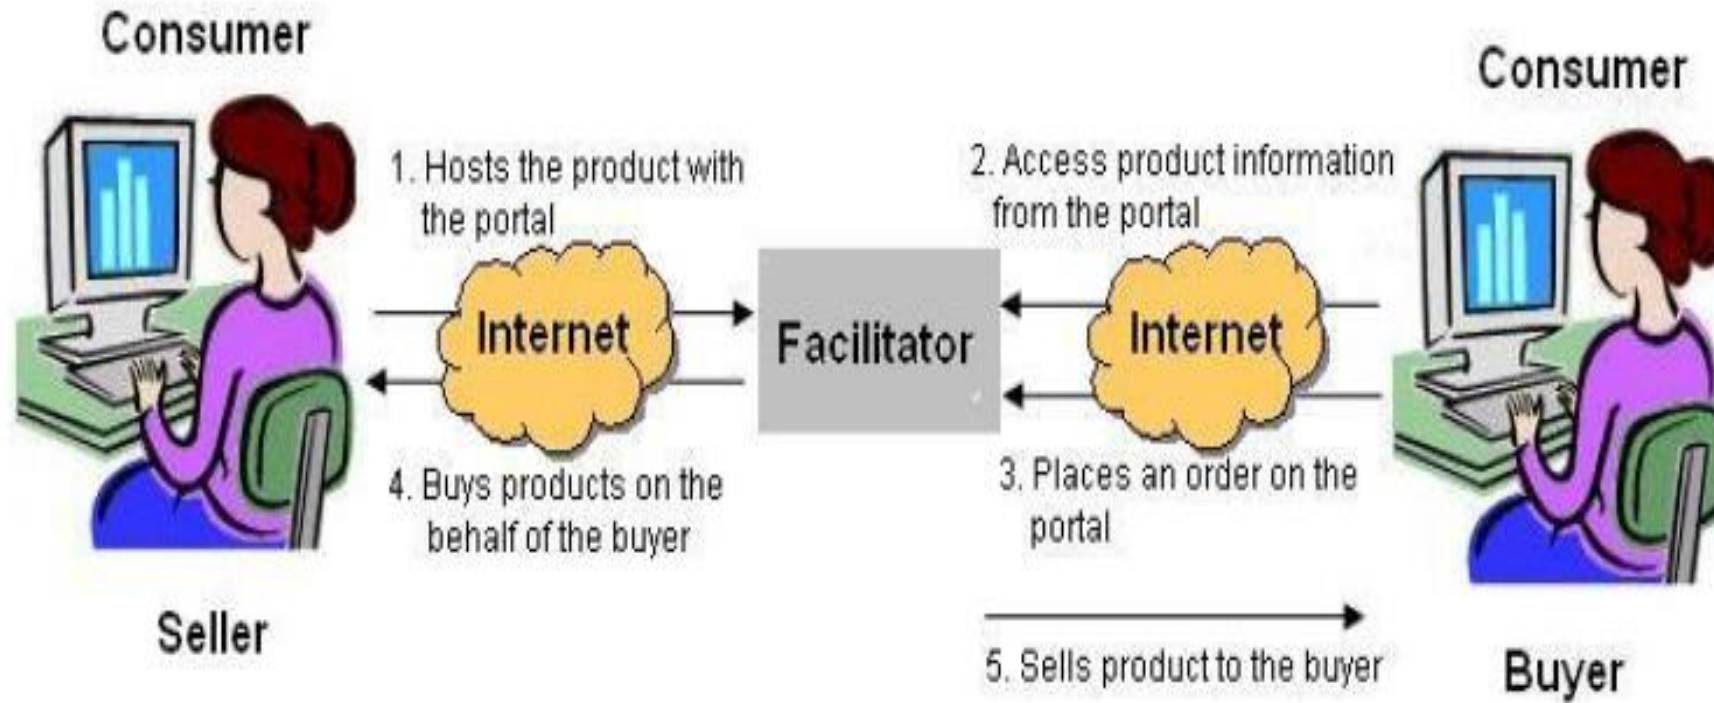 Consumer
Consumer
1. Hosts the product with
the portal
2. Access product information
from the portal
Internet
Facilitator
Internet
4. Buys products on the
behalf of the buyer
3. Places an order on the
portal
Seller
5. Sells product to the buyer
Buyer